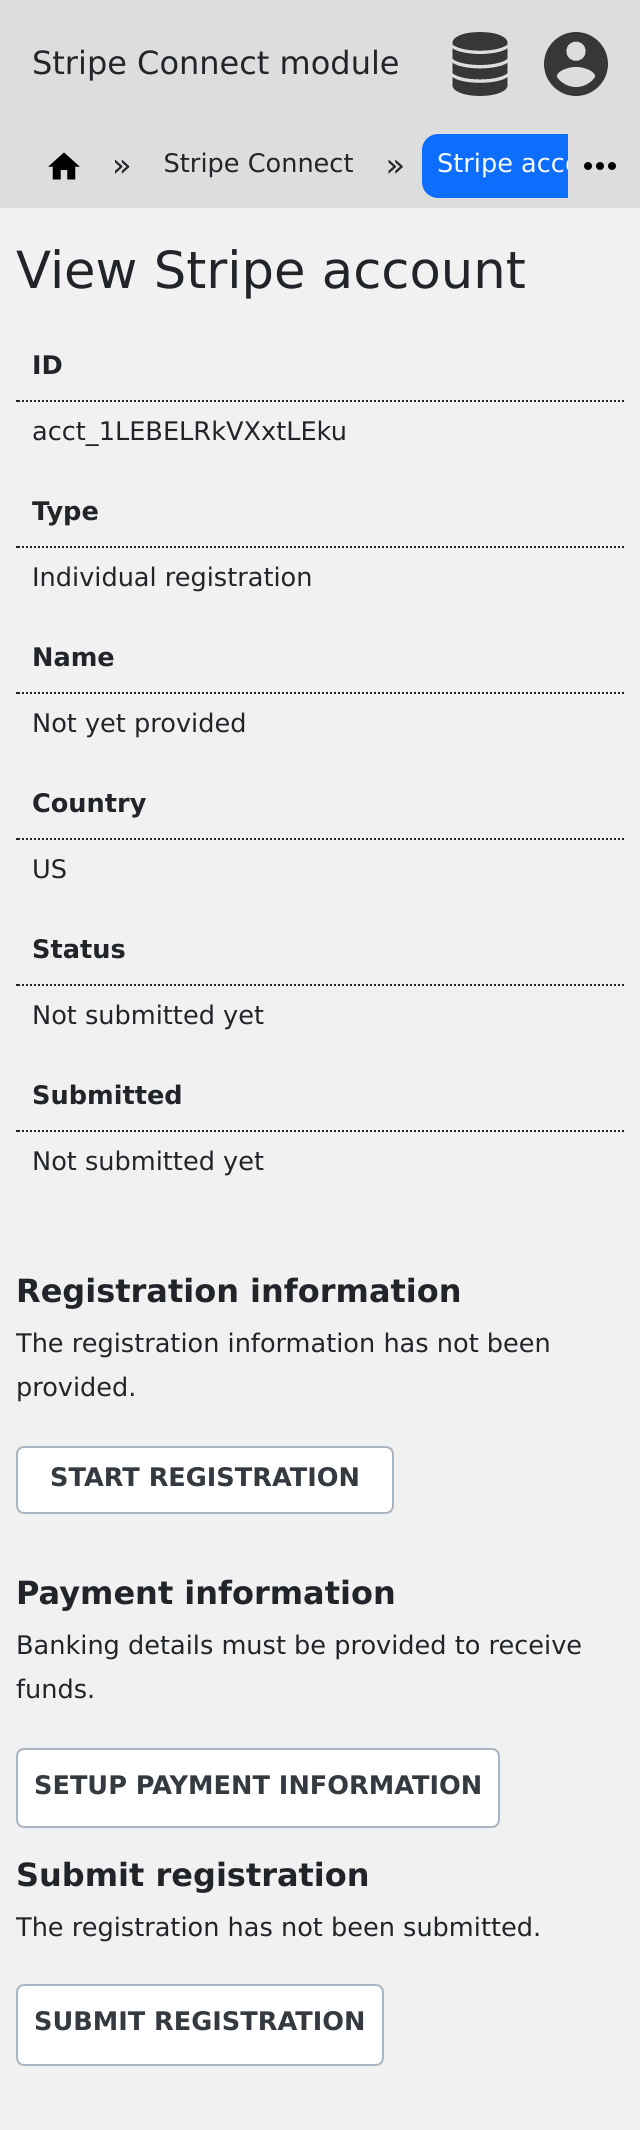 Stripe Connect module
» Stripe Connect » Stripe acc
View Stripe account
ID
acct_1LEBELRkVXxtLEku
Type
Individual registration
Name
Not yet provided
Country
US
Status
Not submitted yet
Submitted
Not submitted yet
Registration information
The registration information has not been
provided.
START REGISTRATION
Payment information
Banking details must be provided to receive
funds.
SETUP PAYMENT INFORMATION
Submit registration
The registration has not been submitted.
SUBMIT REGISTRATION